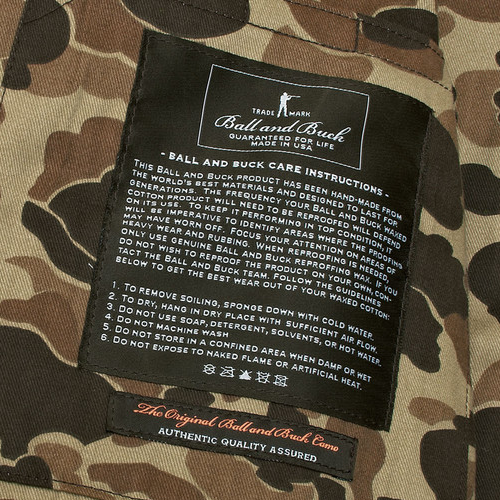 TRADE MARK
Ball and Buck
GUARANTEED FOR LIFE
MADE IN USA
- BALL AND BUCK CARE INSTRUCTIONS -
THIS BALL AND BUCK PRODUCT HAS BEEN HAND-MADE FROM
THE WORLD'S BEST MATERIALS AND DESIGNED TO LAST FOR
GENERATIONS. THE FREQUENCY YOUR BALL AND BUCK WAXED
COTTON PRODUCT WILL NEED TO BE REPROOFED WILL DEPEND
ON ITS USE. TO KEEP IT PERFORMING IN TOP CONDITION, IT
WILL BE IMPERATIVE TO IDENTIFY AREAS WHERE THE PROOFING
MAY HAVE WORN OFF. FOCUS YOUR ATTENTION ON AREAS OF
HEAVY WEAR AND RUBBING. WHEN REPROOFING IS NEEDED,
ONLY USE GENUINE BALL AND BUCK REPROOFING WAX. IF YOU
DO NOT WISH TO REPROOF THE PRODUCT ON YOUR OWN, CON-
TACT THE BALL AND BUCK TEAM. FOLLOW THE GUIDELINES
BELOW TO GET THE BEST WEAR OUT OF YOUR WAXED COTTON:
1. TO REMOVE SOILING, SPONGE DOWN WITH COLD WATER.
2. TO DRY, HANG IN DRY PLACE WITH SUFFICIENT AIR FLOW.
3. DO NOT USE SOAP, DETERGENT, SOLVENTS, OR HOT WATER.
4. DO NOT MACHINE WASH
5. DO NOT STORE IN A CONFINED AREA WHEN DAMP OR WET
6. DO NOT EXPOSE TO NAKED FLAME OR ARTIFICIAL HEAT.
The Original Ball and Buck Camo
AUTHENTIC QUALITY ASSURED